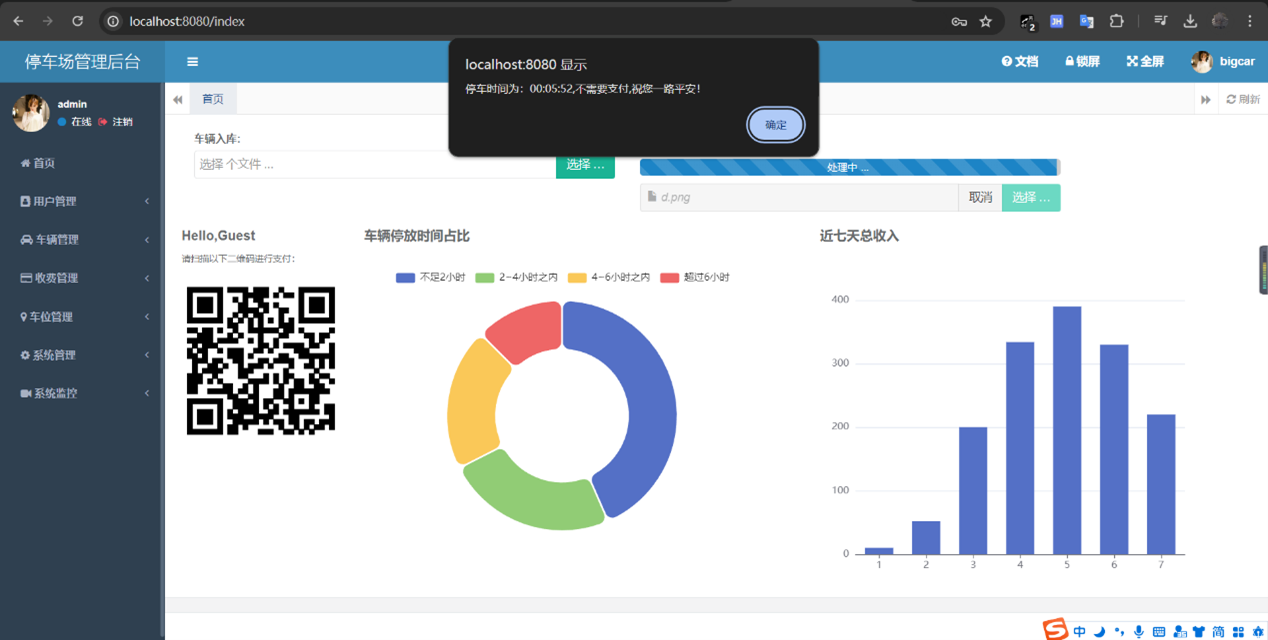 localhost:8080/index
2
JH
停车场管理后台
文档
锁屏
全屏
bigcar
localhost:8080 显示
停车时间为：00:05:52,不需要支付,祝您一路平安！
确定
admin
在线
注销
首页
刷新
首页
用户管理
车辆管理
收费管理
车位管理
系统管理
系统监控
车辆入库:
选择 个文件 ...
选择 ...
处理中 ...
d.png
取消
选择 ...
Hello,Guest
请扫描以下二维码进行支付:
车辆停放时间占比
不足2小时
2-4小时之内
4-6小时之内
超过6小时
近七天总收入
400
300
200
100
0
1
2
3
4
5
6
7
中
简